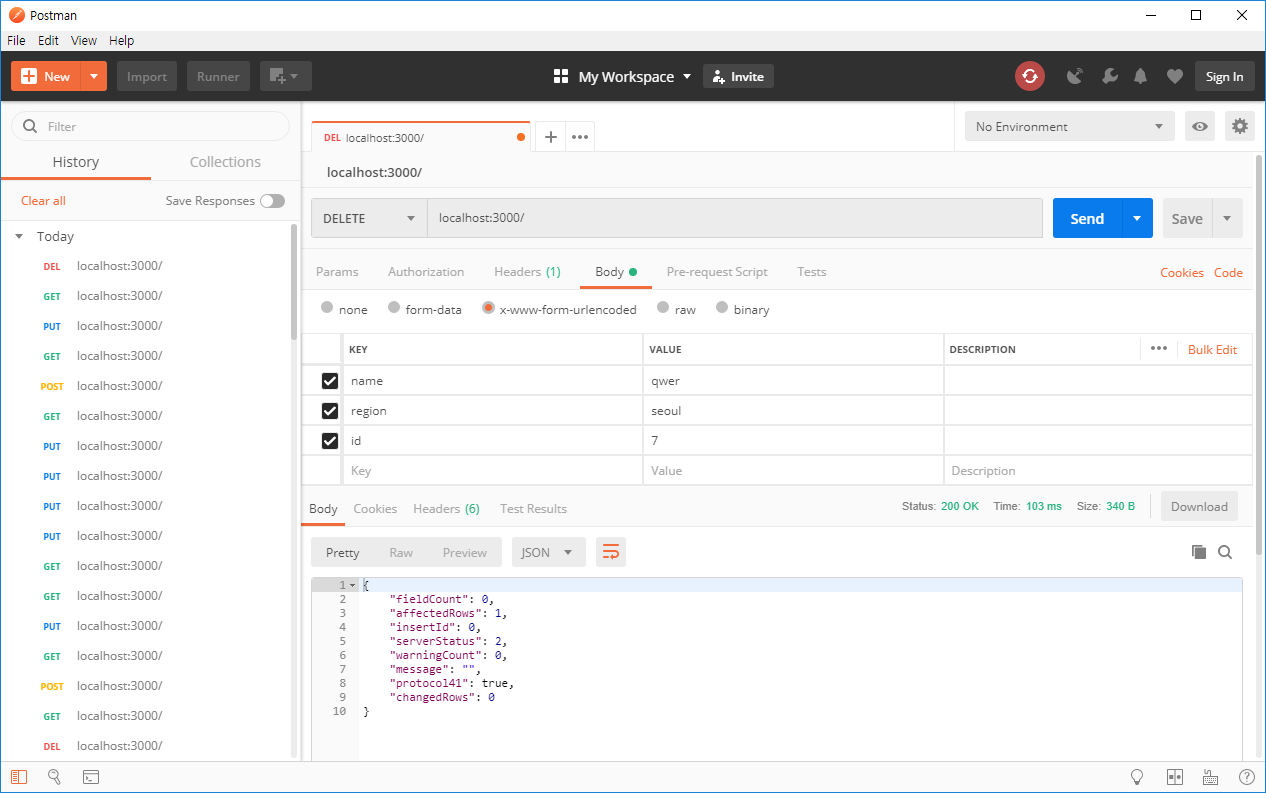 Postman
File Edit View Help
New Import Runner My Workspace Invite Sign In
Filter
History Collections
Clear all Save Responses
Today
DEL localhost:3000/
GET localhost:3000/
PUT localhost:3000/
GET localhost:3000/
POST localhost:3000/
GET localhost:3000/
PUT localhost:3000/
PUT localhost:3000/
PUT localhost:3000/
PUT localhost:3000/
GET localhost:3000/
GET localhost:3000/
PUT localhost:3000/
GET localhost:3000/
POST localhost:3000/
GET localhost:3000/
DEL localhost:3000/
DEL localhost:3000/ No Environment
localhost:3000/
DELETE localhost:3000/ Send Save
Params Authorization Headers (1) Body Pre-request Script Tests Cookies Code
none form-data x-www-form-urlencoded raw binary
KEY VALUE DESCRIPTION ••• Bulk Edit
name qwer
region seoul
id 7
Key Value Description
Body Cookies Headers (6) Test Results Status: 200 OK Time: 103 ms Size: 340 B Download
Pretty Raw Preview JSON
1 {
2 "fieldCount": 0,
3 "affectedRows": 1,
4 "insertId": 0,
5 "serverStatus": 2,
6 "warningCount": 0,
7 "message": "",
8 "protocol41": true,
9 "changedRows": 0
10 }